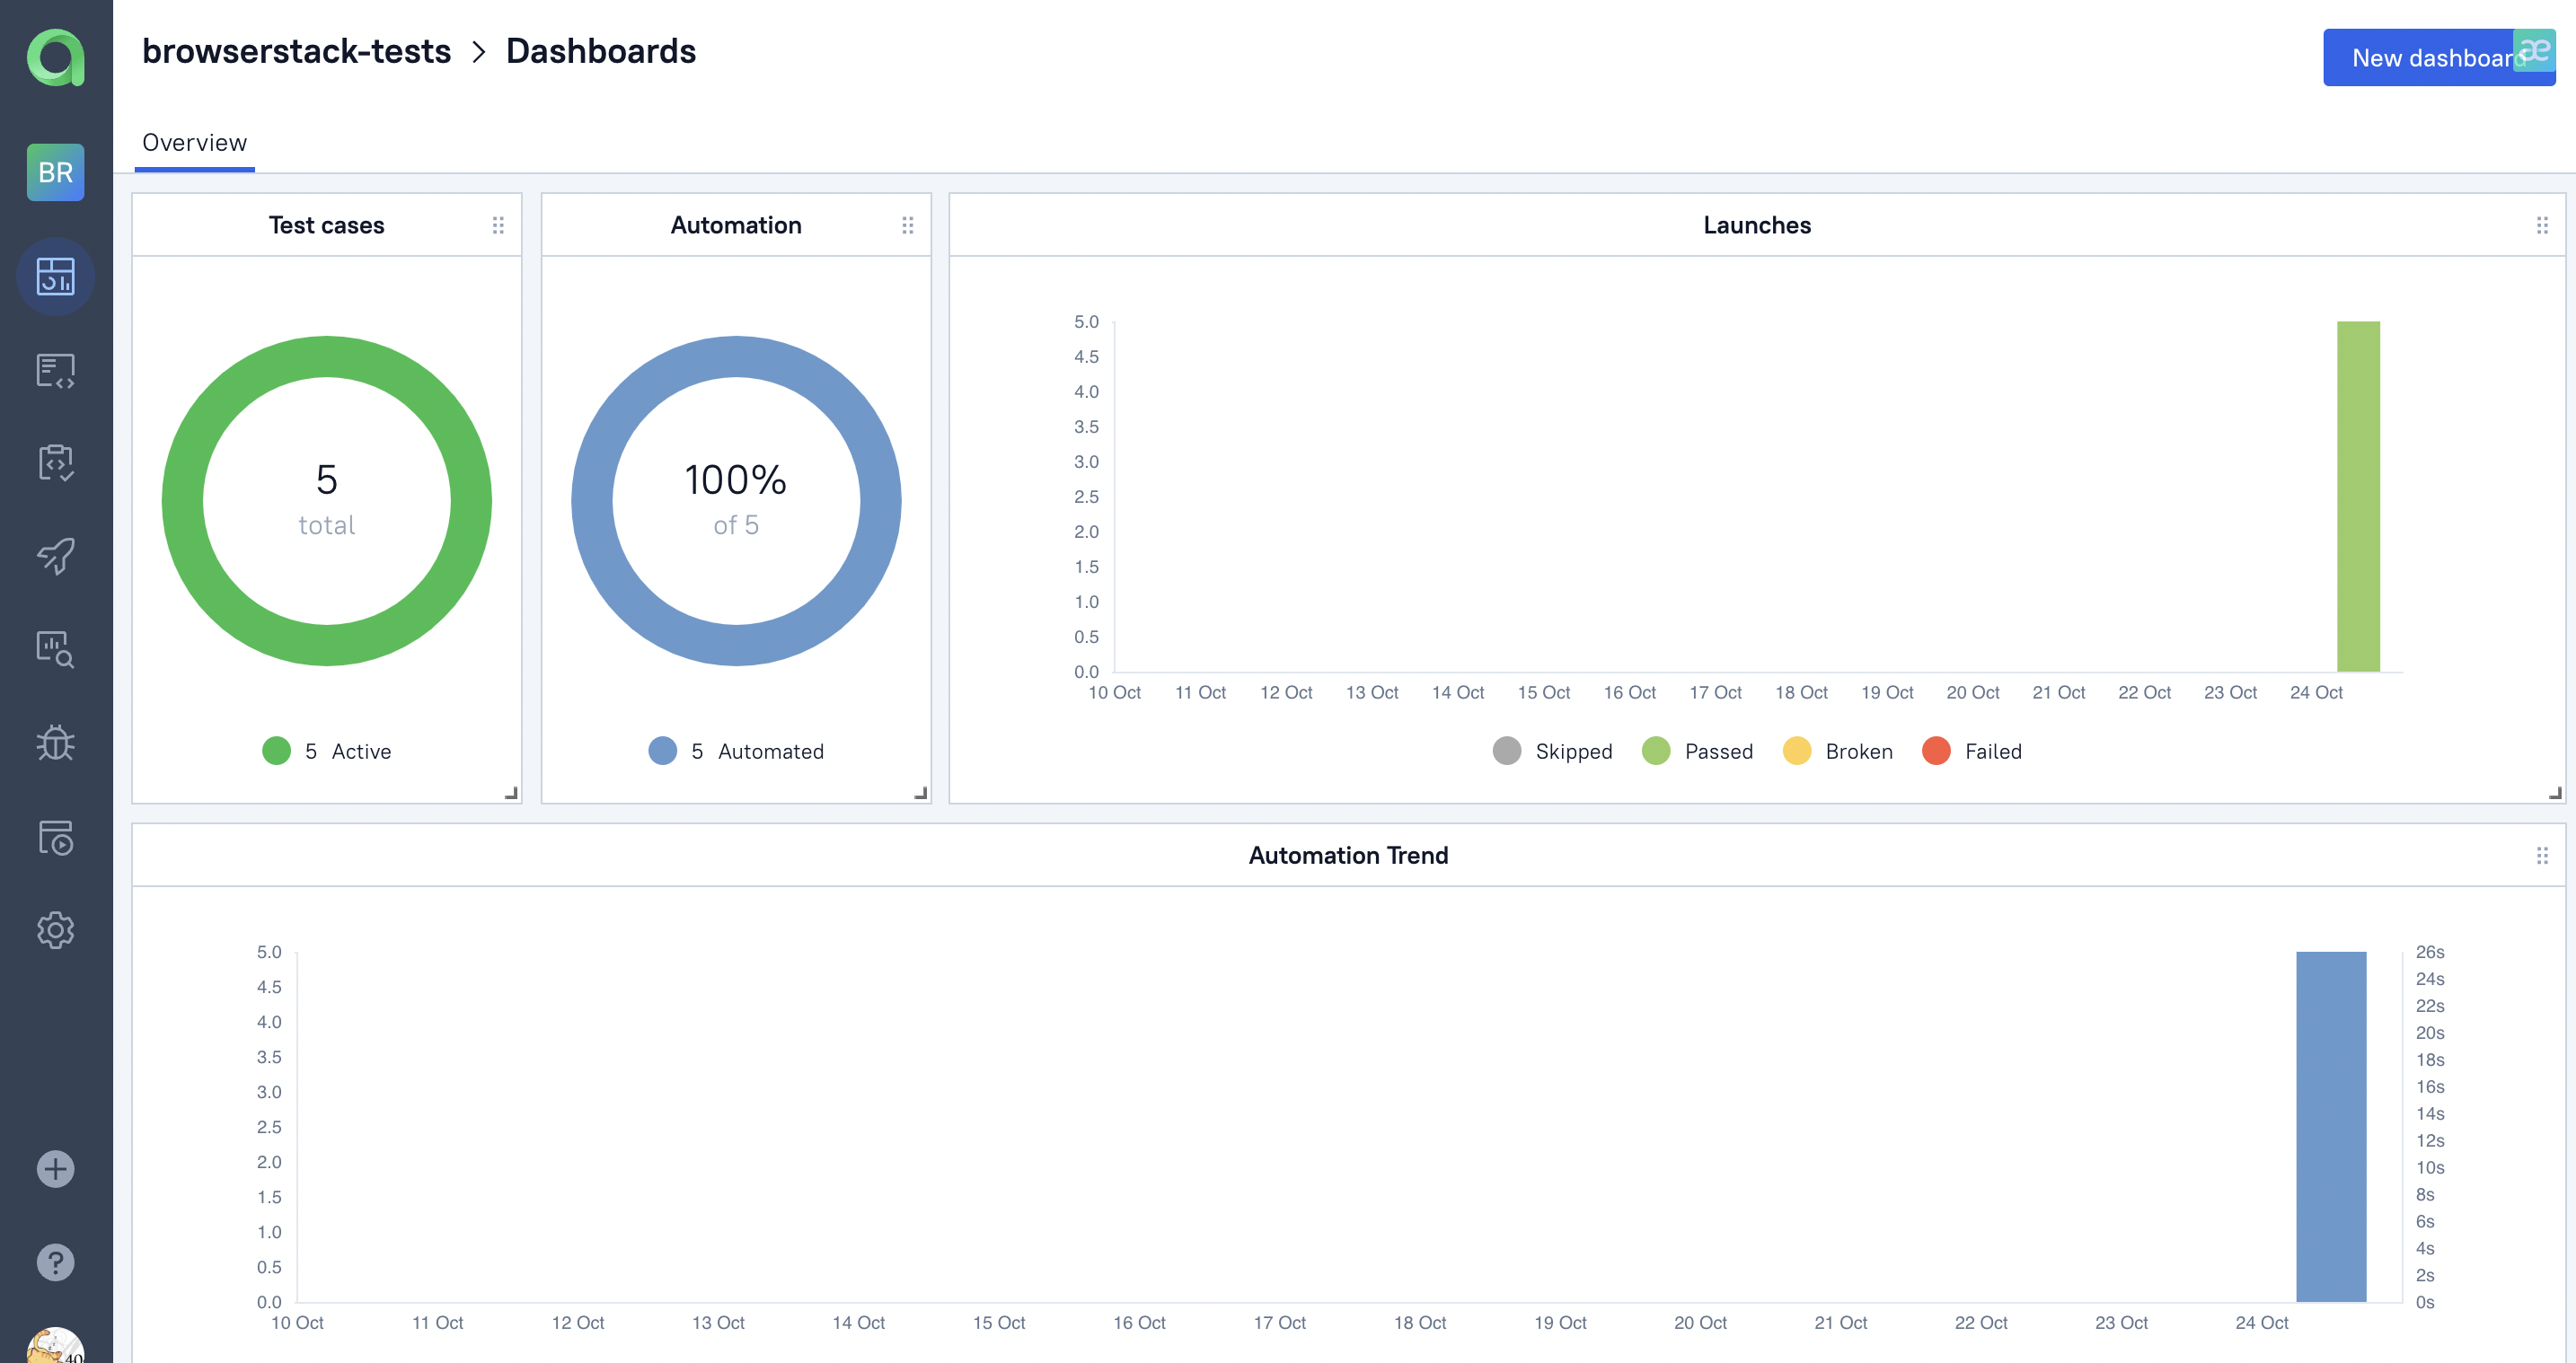 browserstack-tests > Dashboards
New dashboard
æ
BR
Overview
Test cases
5
total
5 Active
Automation
100%
of 5
5 Automated
Launches
5.0
4.5
4.0
3.5
3.0
2.5
2.0
1.5
1.0
0.5
0.0
10 Oct 11 Oct 12 Oct 13 Oct 14 Oct 15 Oct 16 Oct 17 Oct 18 Oct 19 Oct 20 Oct 21 Oct 22 Oct 23 Oct 24 Oct
Skipped Passed Broken Failed
Automation Trend
5.0 26s
4.5 24s
4.0 22s
3.5 20s
3.0 18s
2.5 16s
2.0 14s
1.5 12s
1.0 10s
0.5 8s
0.0 6s
4s
2s
0s
10 Oct 11 Oct 12 Oct 13 Oct 14 Oct 15 Oct 16 Oct 17 Oct 18 Oct 19 Oct 20 Oct 21 Oct 22 Oct 23 Oct 24 Oct
?
40